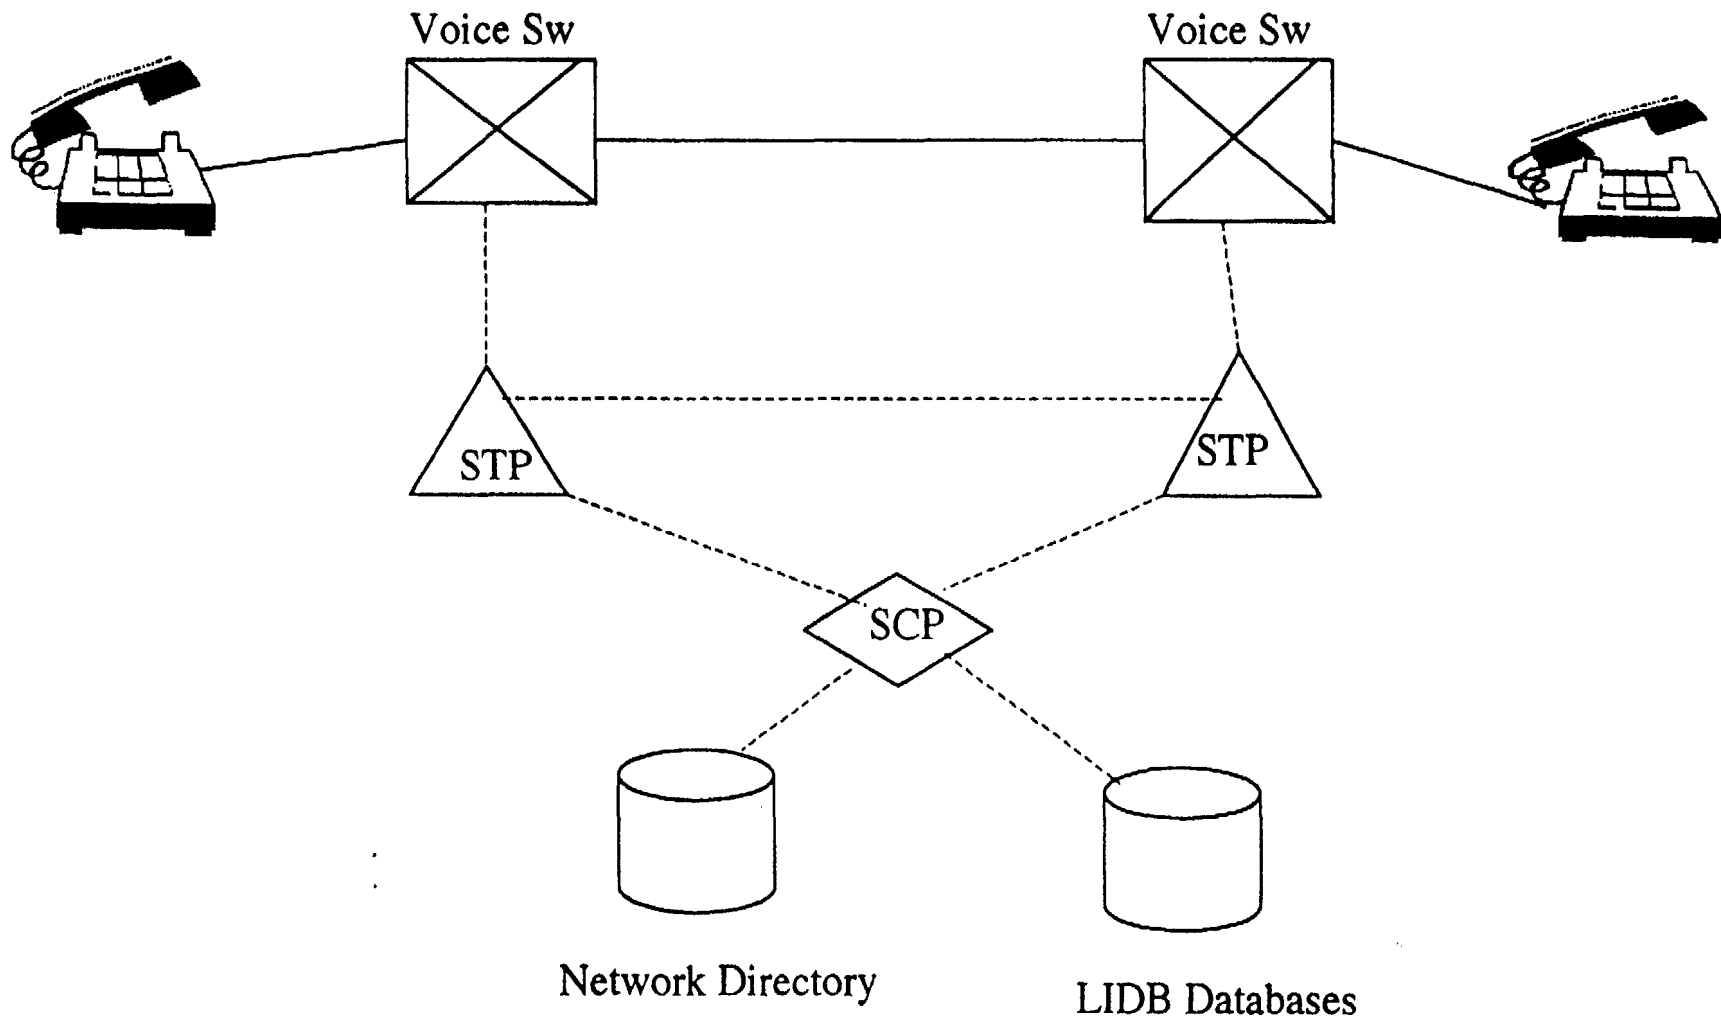 Voice Sw
Voice Sw
STP
STP
SCP
Network Directory
LIDB Databases